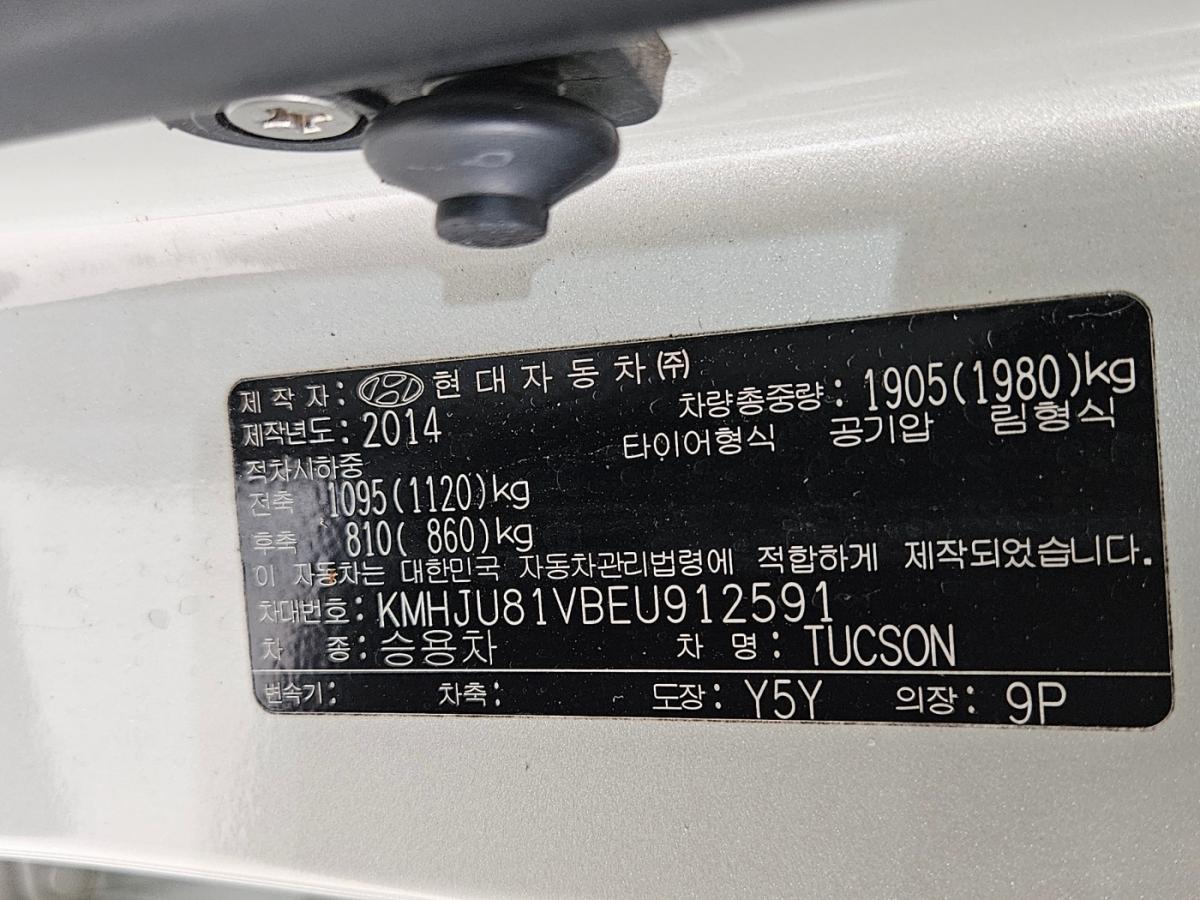 제 작 자 : 현 대 자 동 차 ㈜
제작년도 : 2014 차량총중량 : 1905(1980)kg
타이어형식 공기압 림형식
적차시하중
전축 1095(1120)kg
후축 810( 860)kg
이 자동차는 대한민국 자동차관리법령에 적합하게 제작되었습니다.
차대번호 : KMHJU81VBEU912591
차 종 : 승용차 차 명 : TUCSON
변속기 : 차축 : 도장 : Y5Y 의장 : 9P